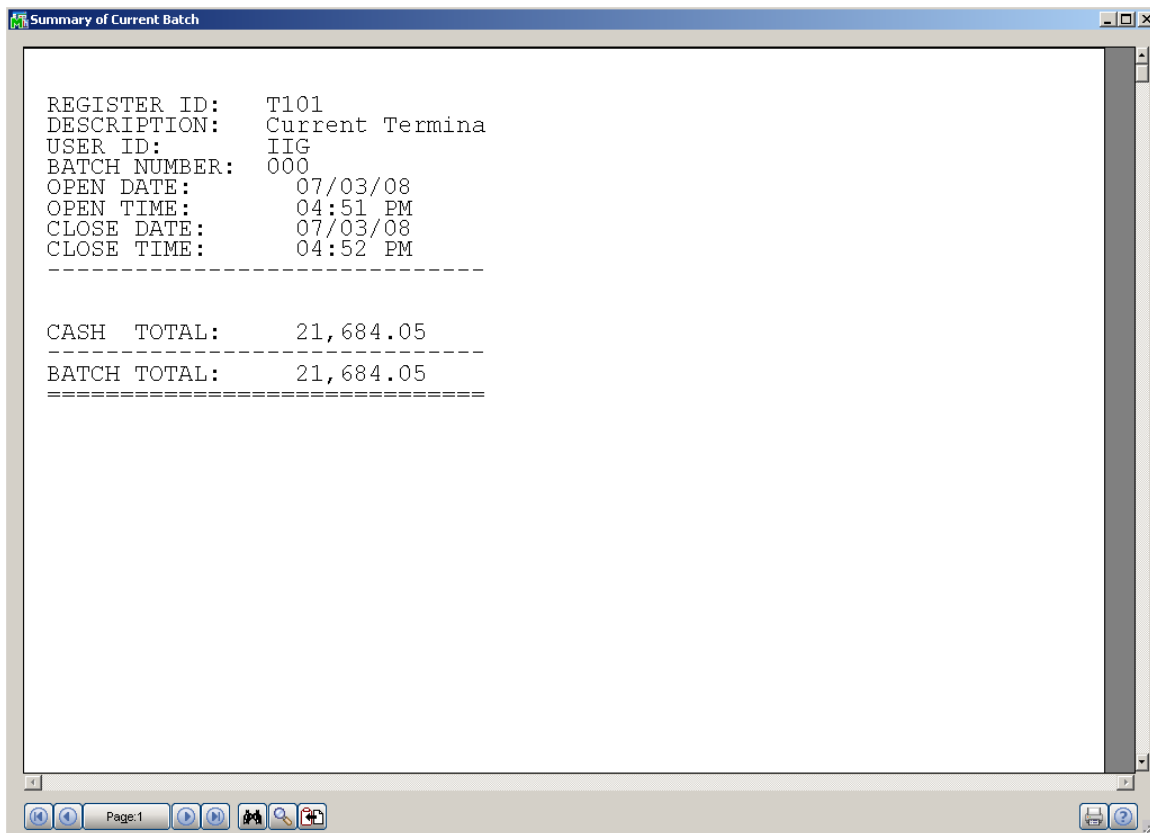 Summary of Current Batch
REGISTER ID: T101
DESCRIPTION: Current Termina
USER ID: IIG
BATCH NUMBER: 000
OPEN DATE: 07/03/08
OPEN TIME: 04:51 PM
CLOSE DATE: 07/03/08
CLOSE TIME: 04:52 PM
------------------------------
CASH TOTAL: 21,684.05
------------------------------
BATCH TOTAL: 21,684.05
==============================
Page:1